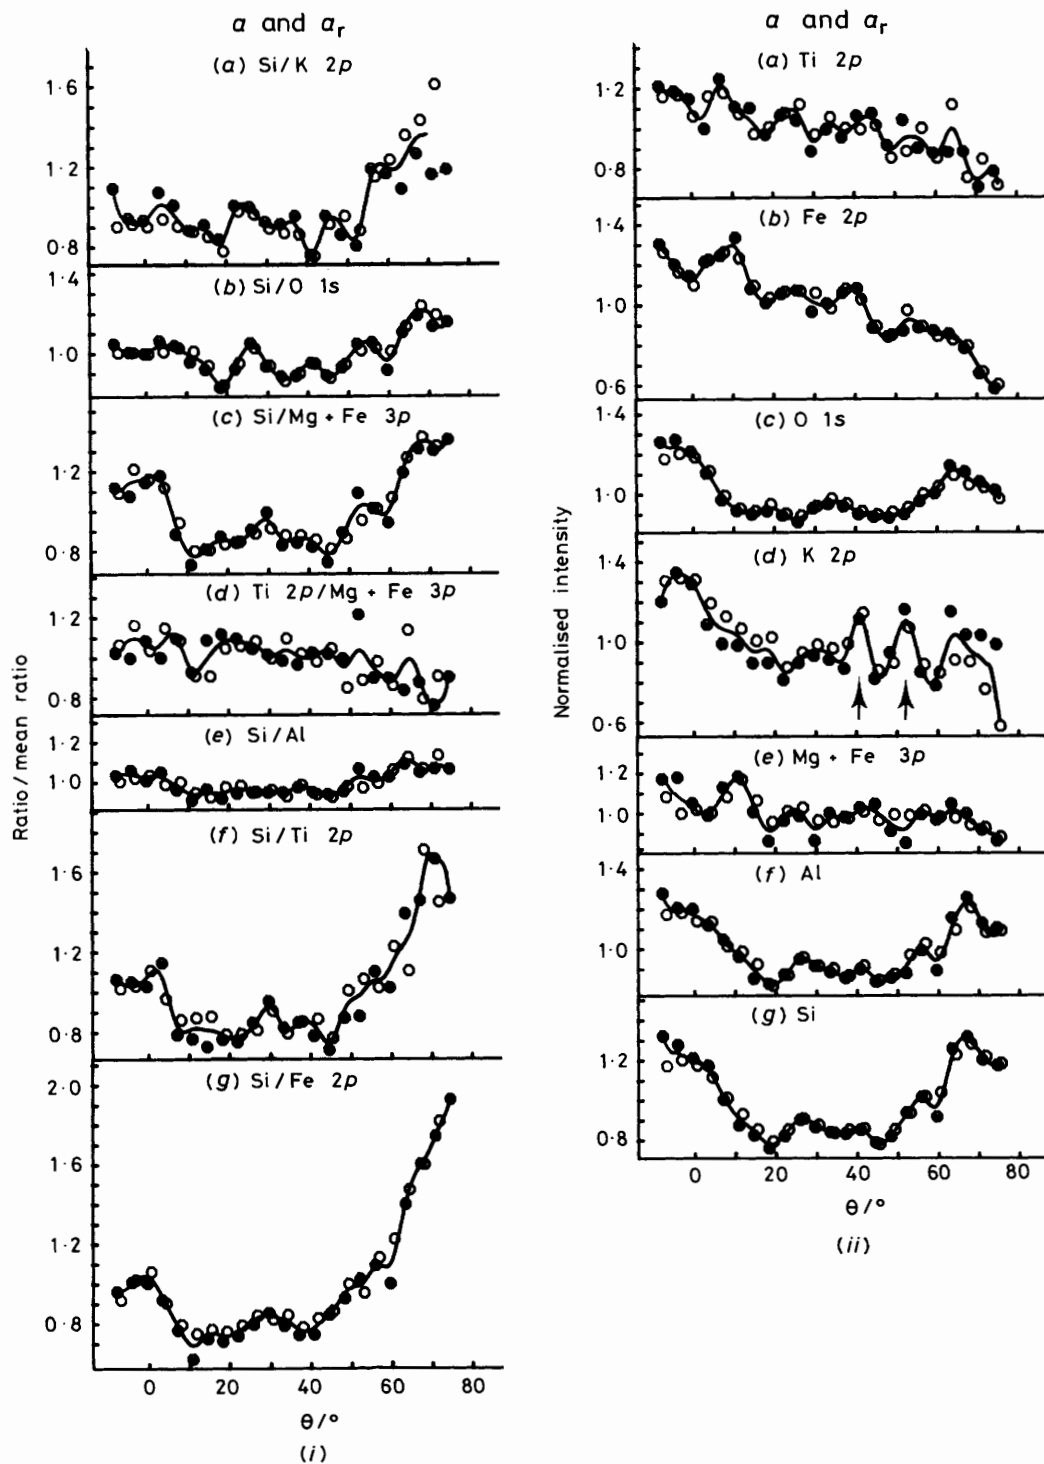 α and αr
(a) Si/K 2p
1·6
1·2
0·8
(b) Si/O 1s
1·4
1·0
(c) Si/Mg + Fe 3p
1·2
0·8
(d) Ti 2p/Mg + Fe 3p
1·2
0·8
(e) Si/Al
1·2
1·0
(f) Si/Ti 2p
1·6
1·2
0·8
(g) Si/Fe 2p
2·0
1·6
1·2
0·8
Ratio/mean ratio
0 20 40 60 80
θ/°
(i)
α and αr
(a) Ti 2p
1·2
0·8
(b) Fe 2p
1·4
1·0
0·6
(c) O 1s
1·4
1·0
(d) K 2p
1·4
1·0
0·6
(e) Mg + Fe 3p
1·2
1·0
(f) Al
1·4
1·0
(g) Si
1·2
0·8
Normalised intensity
0 20 40 60 80
θ/°
(ii)